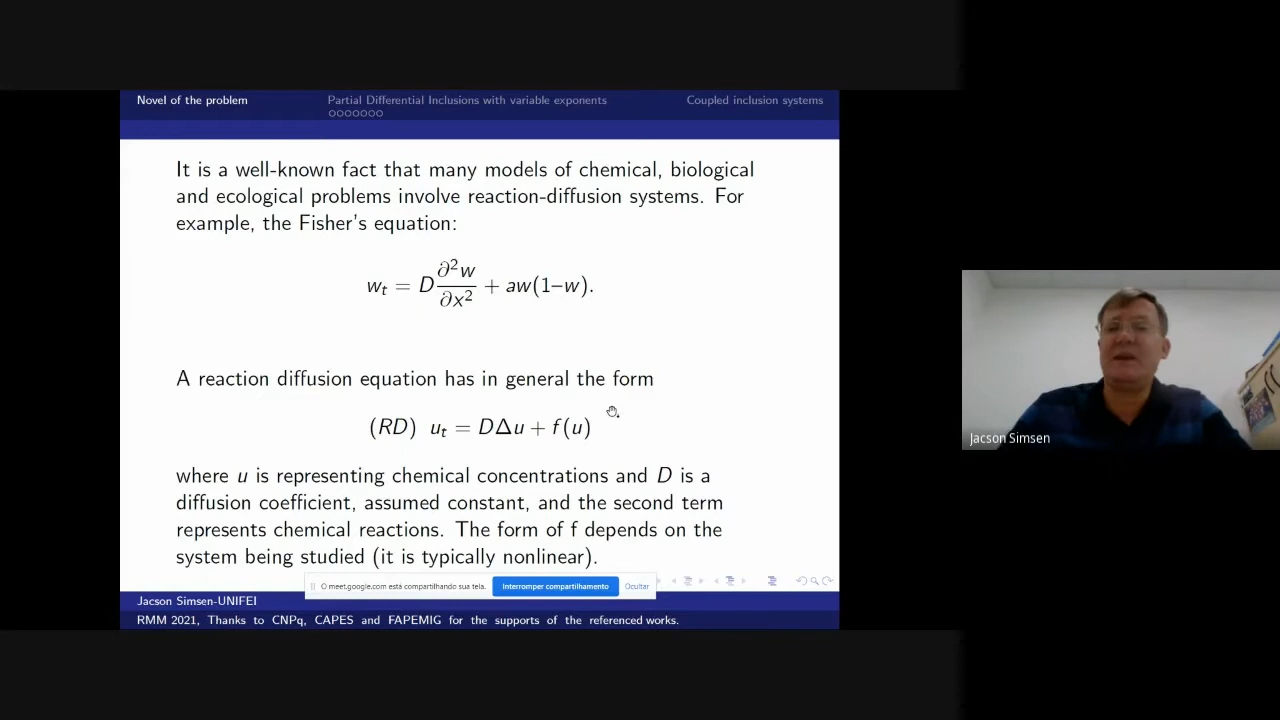 Novel of the problem
Partial Differential Inclusions with variable exponents
Coupled inclusion systems
It is a well-known fact that many models of chemical, biological
and ecological problems involve reaction-diffusion systems. For
example, the Fisher's equation:
w_t = D ∂²w/∂x² + aw(1–w).
A reaction diffusion equation has in general the form
(RD) u_t = DΔu + f(u)
where u is representing chemical concentrations and D is a
diffusion coefficient, assumed constant, and the second term
represents chemical reactions. The form of f depends on the
system being studied (it is typically nonlinear).
O meet.google.com está compartilhando sua tela. Interromper compartilhamento Ocultar
Jacson Simsen-UNIFEI
RMM 2021, Thanks to CNPq, CAPES and FAPEMIG for the supports of the referenced works.
Jacson Simsen